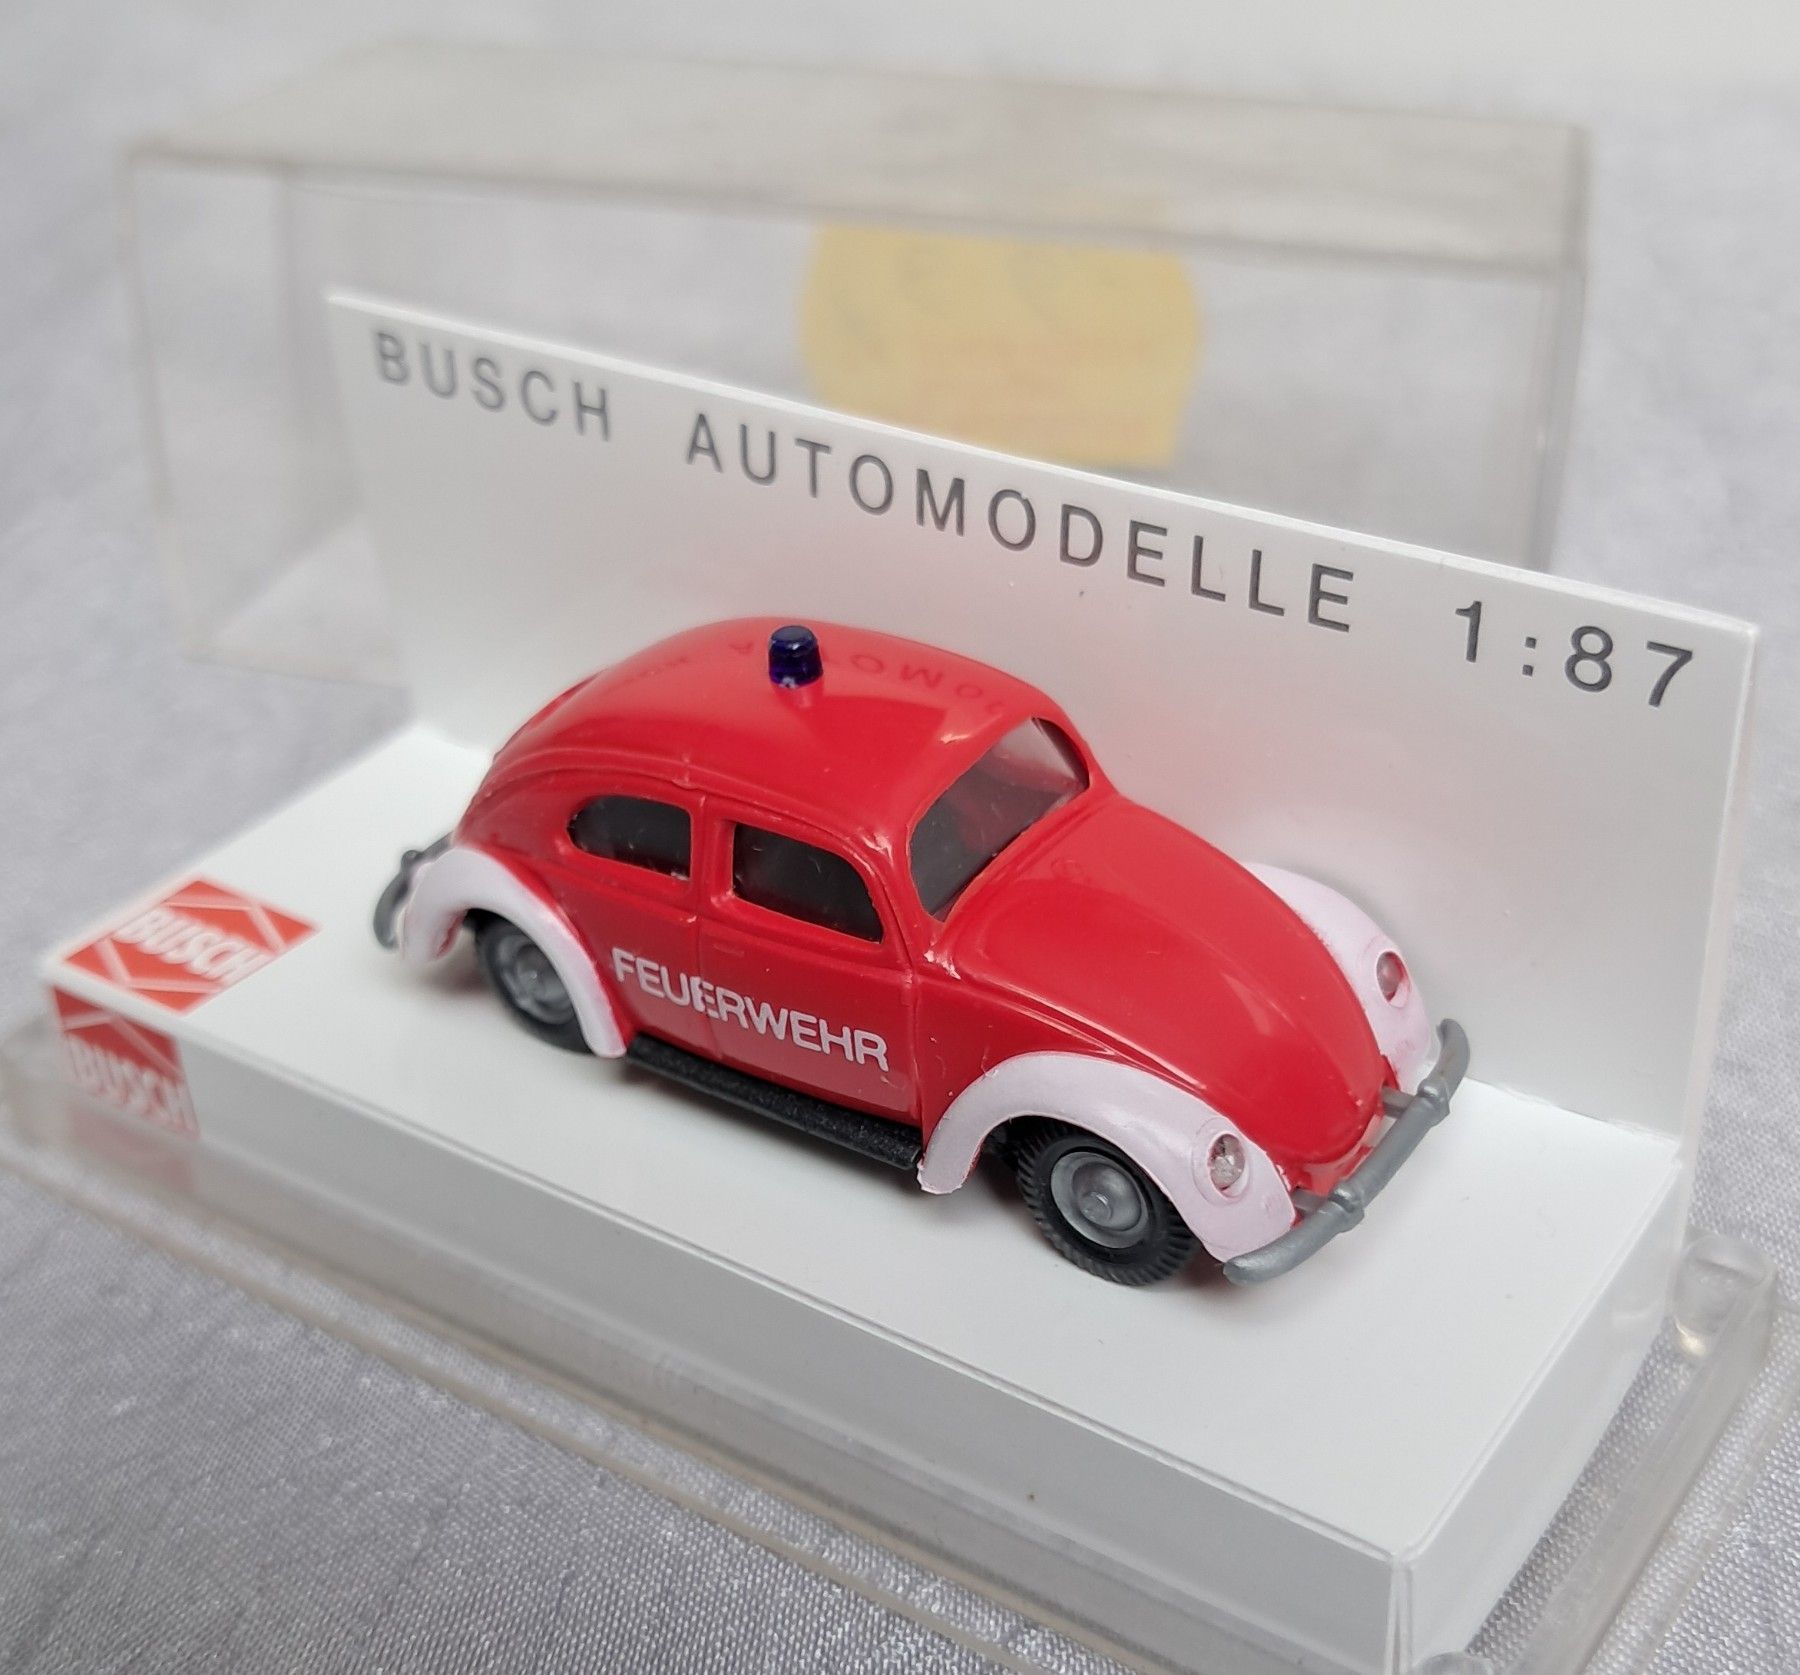 BUSCH AUTOMODELLE 1:87
FEUERWEHR
BUSCH
BUSCH